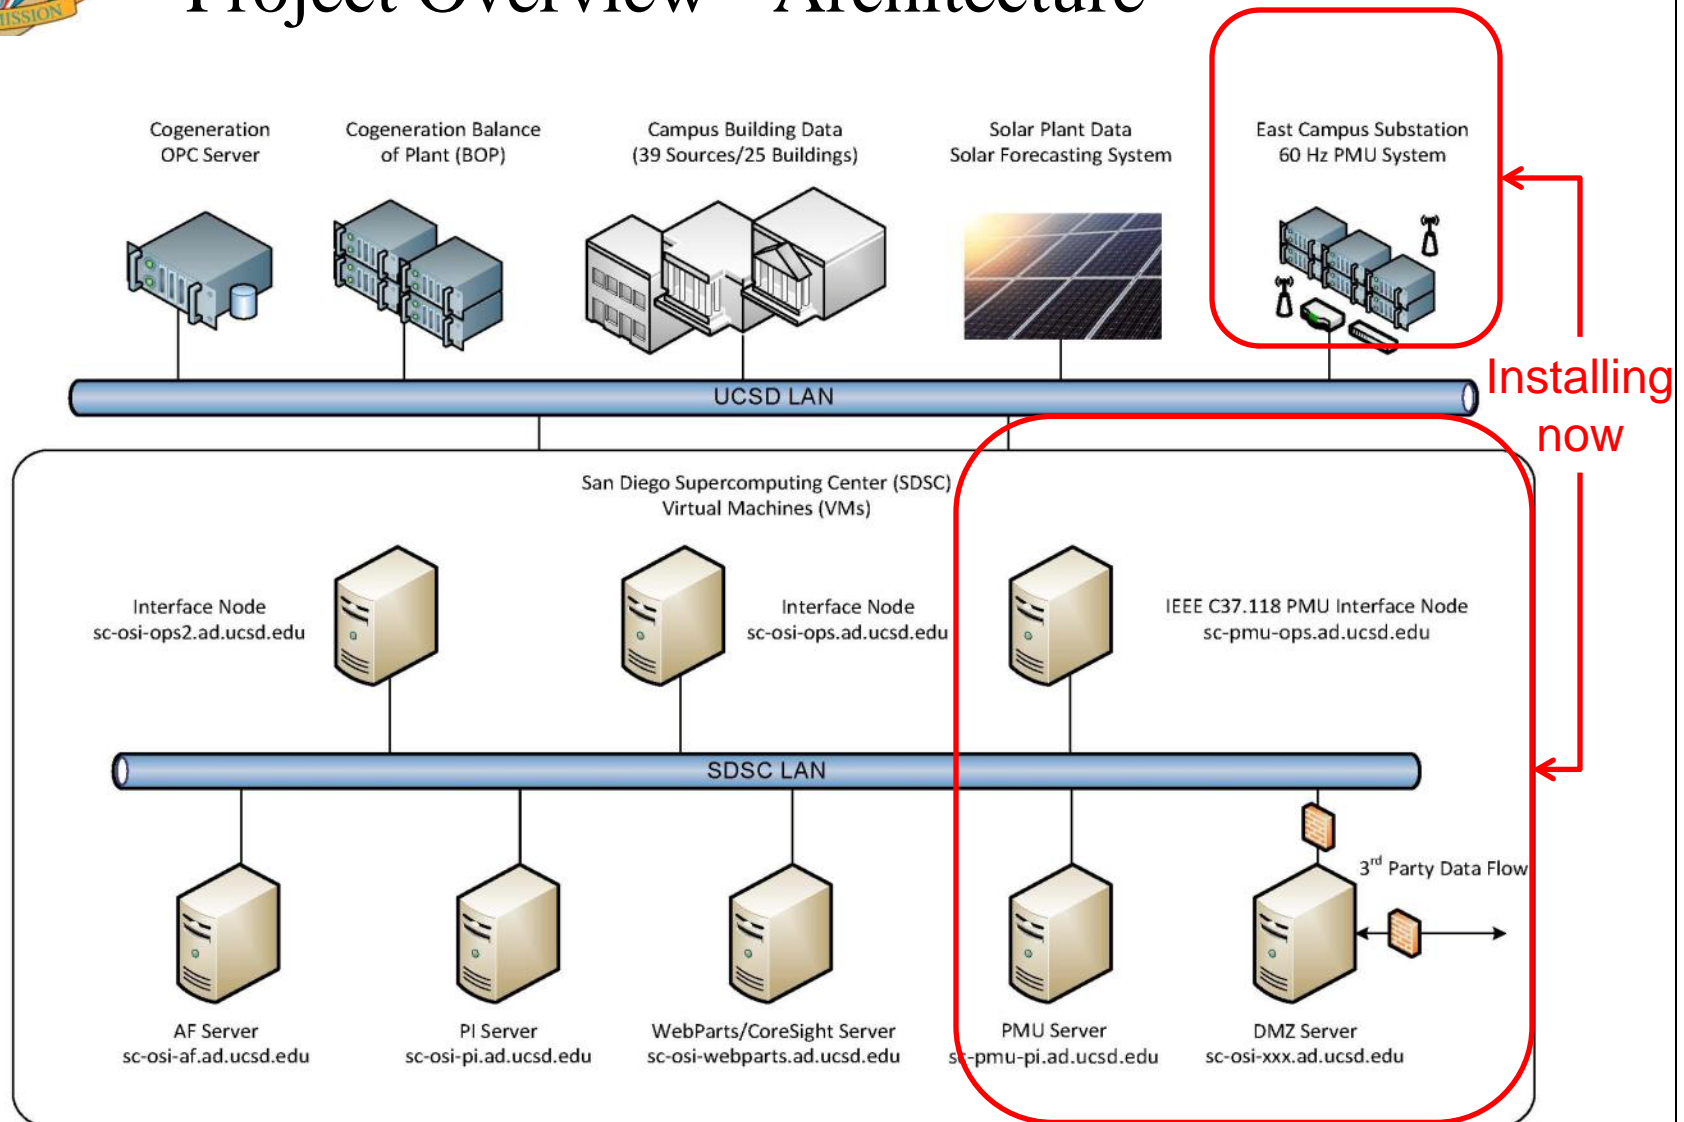 MISSION
Project Overview - Architecture
Cogeneration
OPC Server
Cogeneration Balance
of Plant (BOP)
Campus Building Data
(39 Sources/25 Buildings)
Solar Plant Data
Solar Forecasting System
East Campus Substation
60 Hz PMU System
UCSD LAN
Installing
now
San Diego Supercomputing Center (SDSC)
Virtual Machines (VMs)
Interface Node
sc-osi-ops2.ad.ucsd.edu
Interface Node
sc-osi-ops.ad.ucsd.edu
IEEE C37.118 PMU Interface Node
sc-pmu-ops.ad.ucsd.edu
SDSC LAN
3rd Party Data Flow
AF Server
sc-osi-af.ad.ucsd.edu
PI Server
sc-osi-pi.ad.ucsd.edu
WebParts/CoreSight Server
sc-osi-webparts.ad.ucsd.edu
PMU Server
sc-pmu-pi.ad.ucsd.edu
DMZ Server
sc-osi-xxx.ad.ucsd.edu